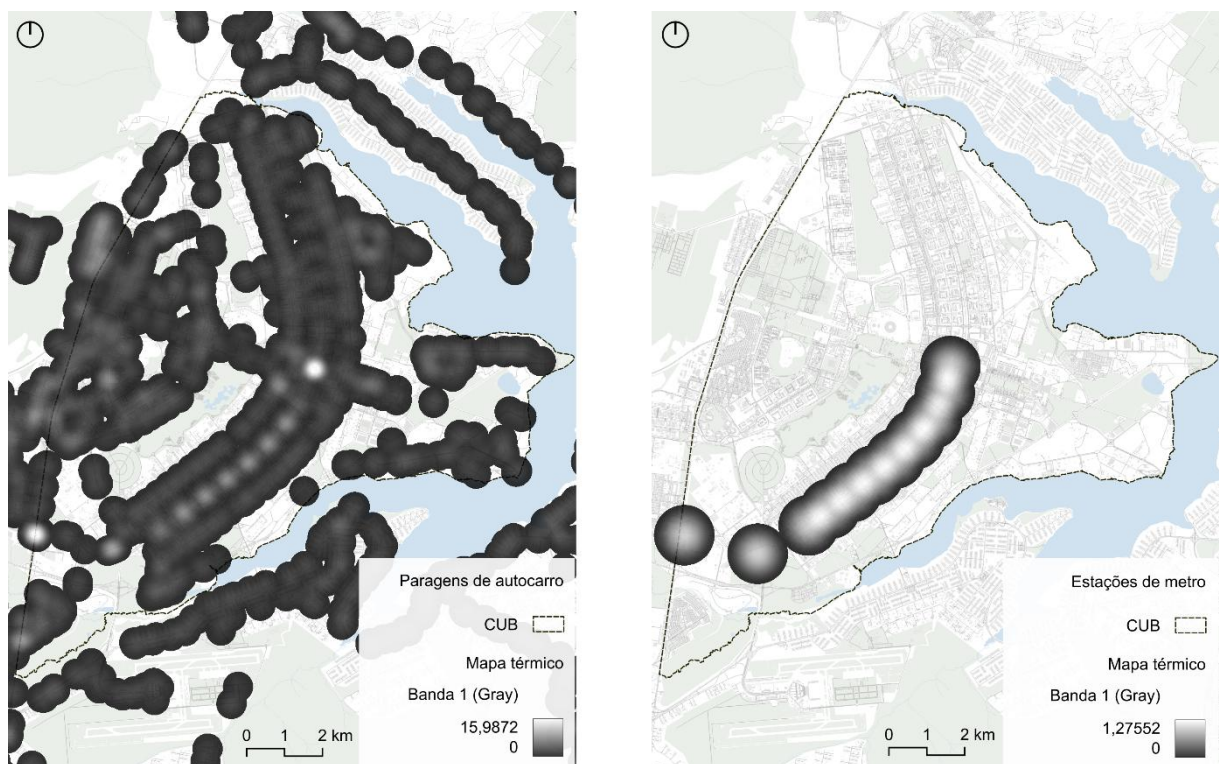 Paragens de autocarro
CUB
Mapa térmico
Banda 1 (Gray)
15,9872
0
0 1 2 km
Estações de metro
CUB
Mapa térmico
Banda 1 (Gray)
1,27552
0
0 1 2 km